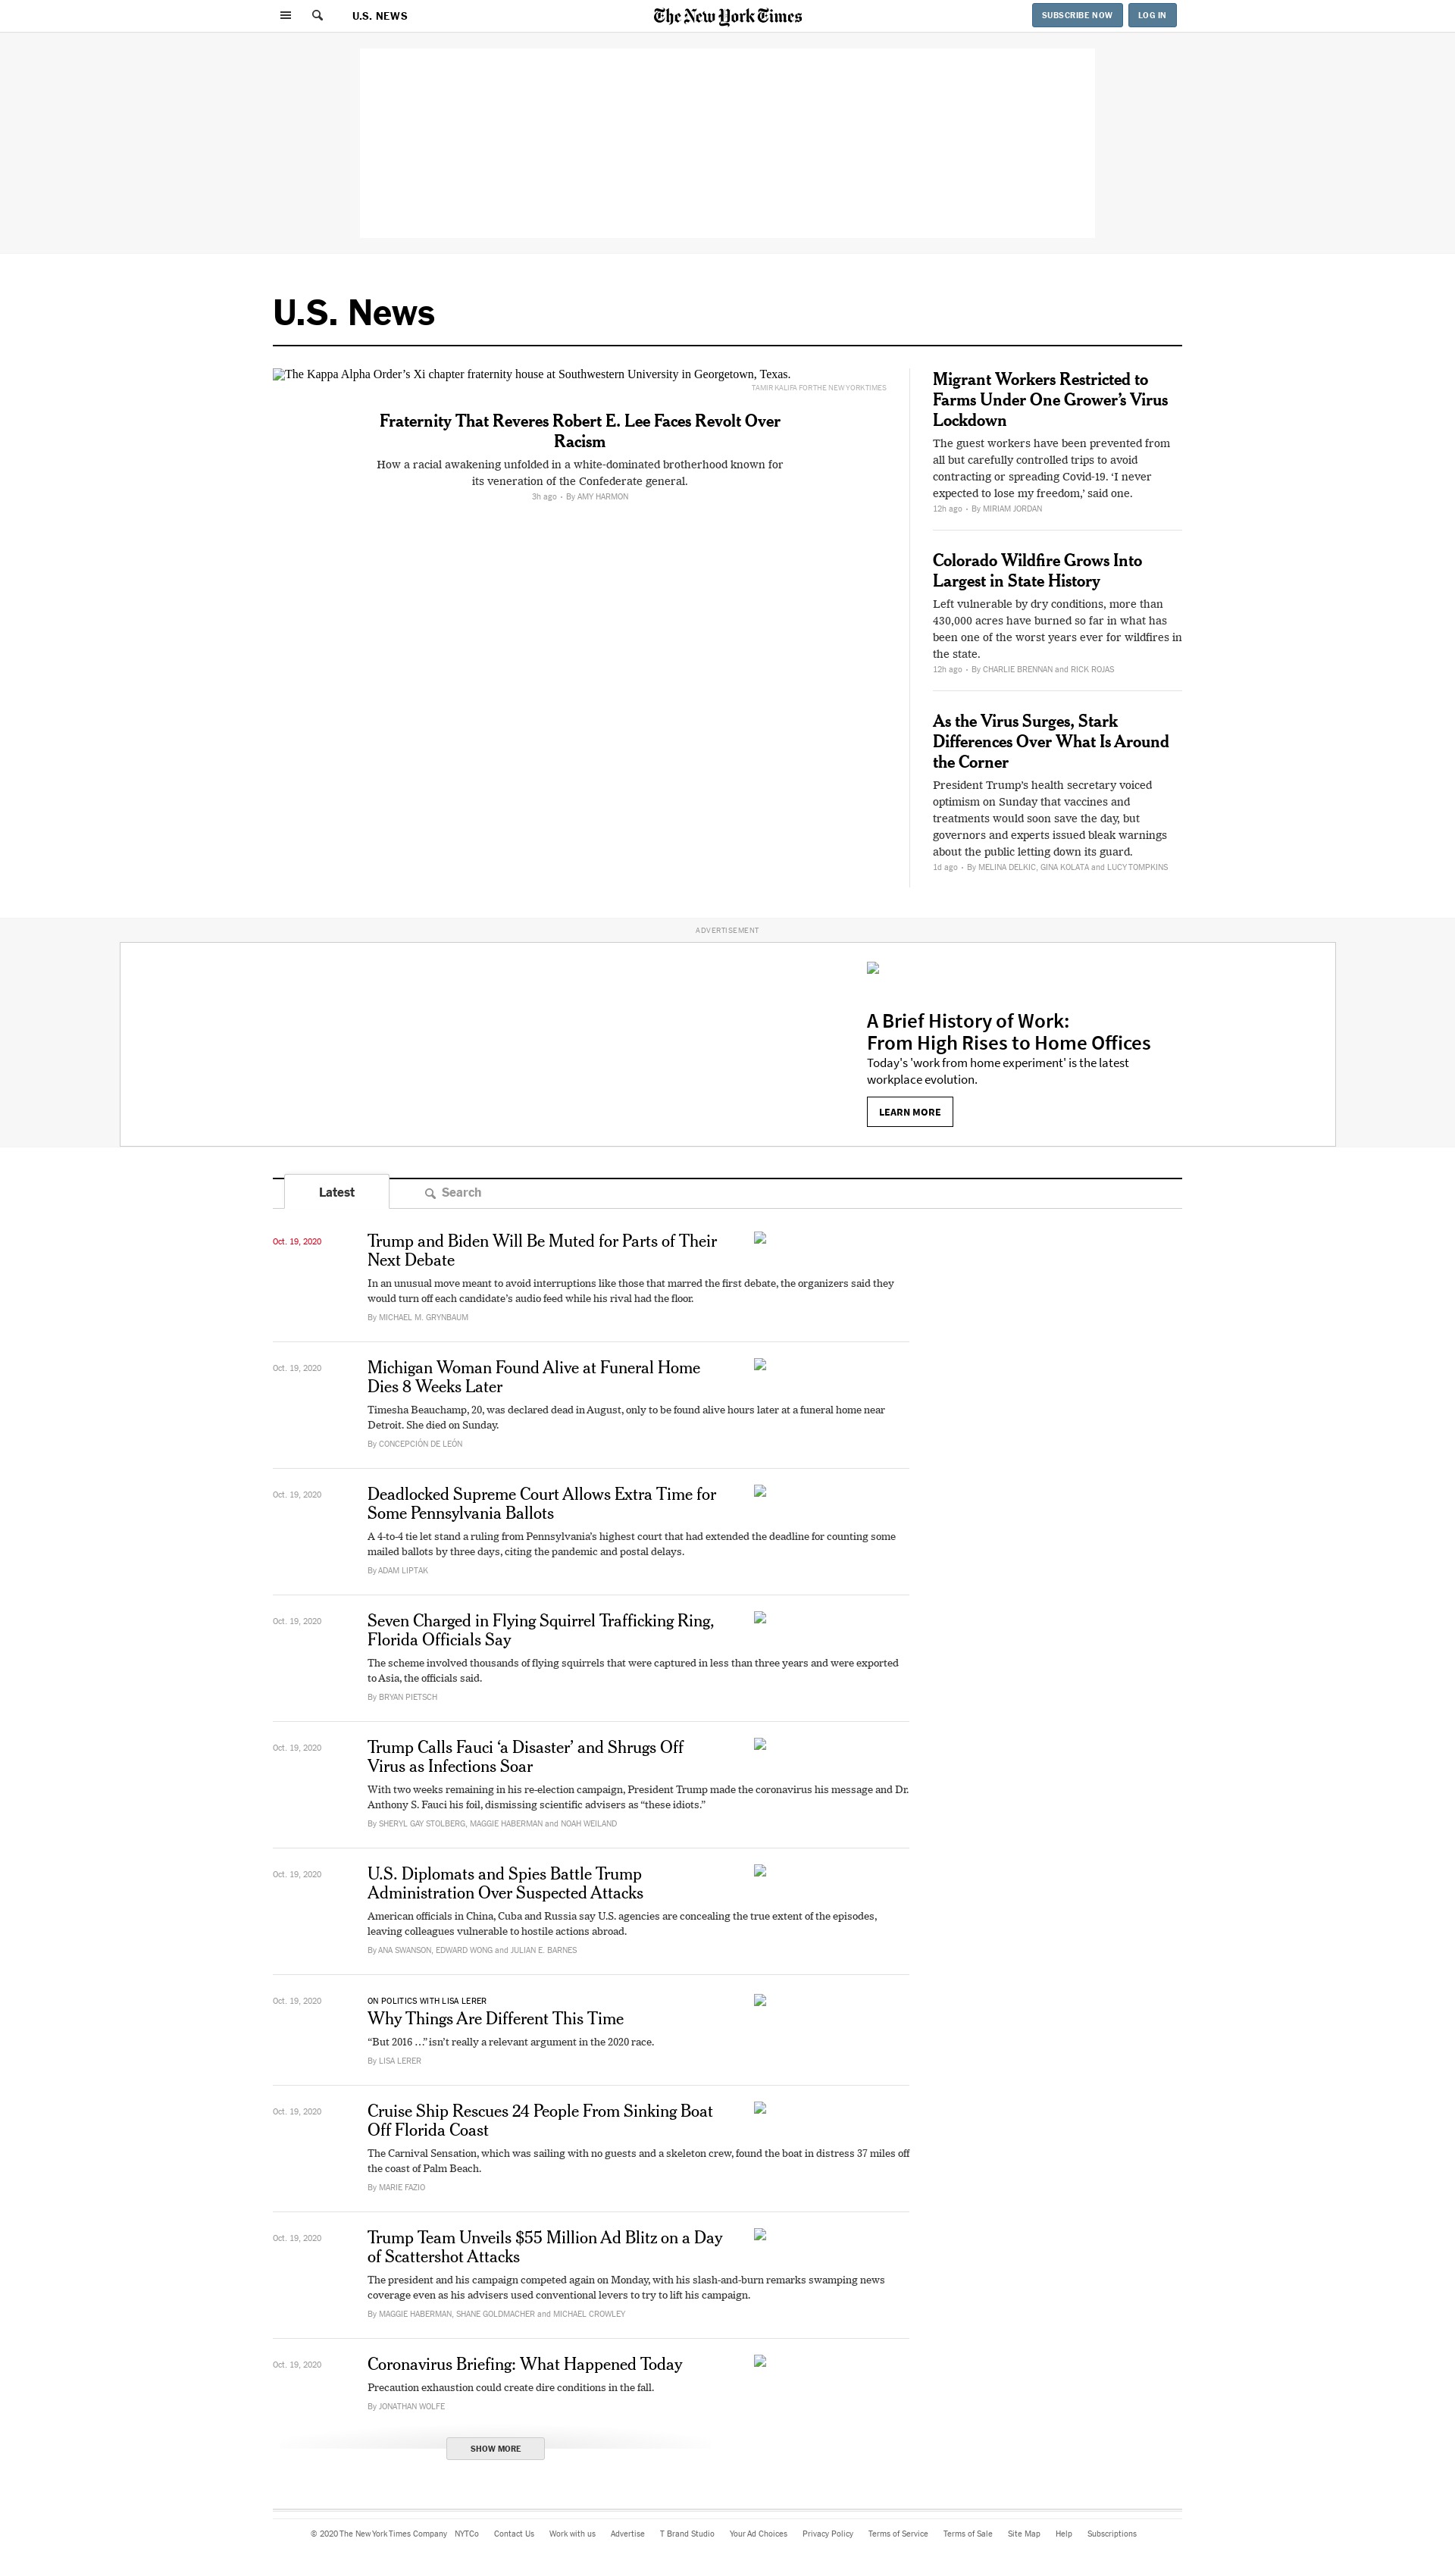 U.S. NEWS
The New York Times
SUBSCRIBE NOW
LOG IN
U.S. News
The Kappa Alpha Order’s Xi chapter fraternity house at Southwestern University in Georgetown, Texas.
TAMIR KALIFA FOR THE NEW YORK TIMES
Fraternity That Reveres Robert E. Lee Faces Revolt Over
Racism
How a racial awakening unfolded in a white-dominated brotherhood known for
its veneration of the Confederate general.
3h ago • By AMY HARMON
Migrant Workers Restricted to
Farms Under One Grower’s Virus
Lockdown
The guest workers have been prevented from
all but carefully controlled trips to avoid
contracting or spreading Covid-19. ‘I never
expected to lose my freedom,’ said one.
12h ago • By MIRIAM JORDAN
Colorado Wildfire Grows Into
Largest in State History
Left vulnerable by dry conditions, more than
430,000 acres have burned so far in what has
been one of the worst years ever for wildfires in
the state.
12h ago • By CHARLIE BRENNAN and RICK ROJAS
As the Virus Surges, Stark
Differences Over What Is Around
the Corner
President Trump’s health secretary voiced
optimism on Sunday that vaccines and
treatments would soon save the day, but
governors and experts issued bleak warnings
about the public letting down its guard.
1d ago • By MELINA DELKIC, GINA KOLATA and LUCY TOMPKINS
ADVERTISEMENT
A Brief History of Work:
From High Rises to Home Offices
Today's 'work from home experiment' is the latest
workplace evolution.
LEARN MORE
Latest
Search
Oct. 19, 2020
Trump and Biden Will Be Muted for Parts of Their
Next Debate
In an unusual move meant to avoid interruptions like those that marred the first debate, the organizers said they
would turn off each candidate’s audio feed while his rival had the floor.
By MICHAEL M. GRYNBAUM
Oct. 19, 2020
Michigan Woman Found Alive at Funeral Home
Dies 8 Weeks Later
Timesha Beauchamp, 20, was declared dead in August, only to be found alive hours later at a funeral home near
Detroit. She died on Sunday.
By CONCEPCIÓN DE LEÓN
Oct. 19, 2020
Deadlocked Supreme Court Allows Extra Time for
Some Pennsylvania Ballots
A 4-to-4 tie let stand a ruling from Pennsylvania’s highest court that had extended the deadline for counting some
mailed ballots by three days, citing the pandemic and postal delays.
By ADAM LIPTAK
Oct. 19, 2020
Seven Charged in Flying Squirrel Trafficking Ring,
Florida Officials Say
The scheme involved thousands of flying squirrels that were captured in less than three years and were exported
to Asia, the officials said.
By BRYAN PIETSCH
Oct. 19, 2020
Trump Calls Fauci ‘a Disaster’ and Shrugs Off
Virus as Infections Soar
With two weeks remaining in his re-election campaign, President Trump made the coronavirus his message and Dr.
Anthony S. Fauci his foil, dismissing scientific advisers as “these idiots.”
By SHERYL GAY STOLBERG, MAGGIE HABERMAN and NOAH WEILAND
Oct. 19, 2020
U.S. Diplomats and Spies Battle Trump
Administration Over Suspected Attacks
American officials in China, Cuba and Russia say U.S. agencies are concealing the true extent of the episodes,
leaving colleagues vulnerable to hostile actions abroad.
By ANA SWANSON, EDWARD WONG and JULIAN E. BARNES
Oct. 19, 2020
ON POLITICS WITH LISA LERER
Why Things Are Different This Time
“But 2016 …” isn’t really a relevant argument in the 2020 race.
By LISA LERER
Oct. 19, 2020
Cruise Ship Rescues 24 People From Sinking Boat
Off Florida Coast
The Carnival Sensation, which was sailing with no guests and a skeleton crew, found the boat in distress 37 miles off
the coast of Palm Beach.
By MARIE FAZIO
Oct. 19, 2020
Trump Team Unveils $55 Million Ad Blitz on a Day
of Scattershot Attacks
The president and his campaign competed again on Monday, with his slash-and-burn remarks swamping news
coverage even as his advisers used conventional levers to try to lift his campaign.
By MAGGIE HABERMAN, SHANE GOLDMACHER and MICHAEL CROWLEY
Oct. 19, 2020
Coronavirus Briefing: What Happened Today
Precaution exhaustion could create dire conditions in the fall.
By JONATHAN WOLFE
SHOW MORE
© 2020 The New York Times Company NYTCo Contact Us Work with us Advertise T Brand Studio Your Ad Choices Privacy Policy Terms of Service Terms of Sale Site Map Help Subscriptions